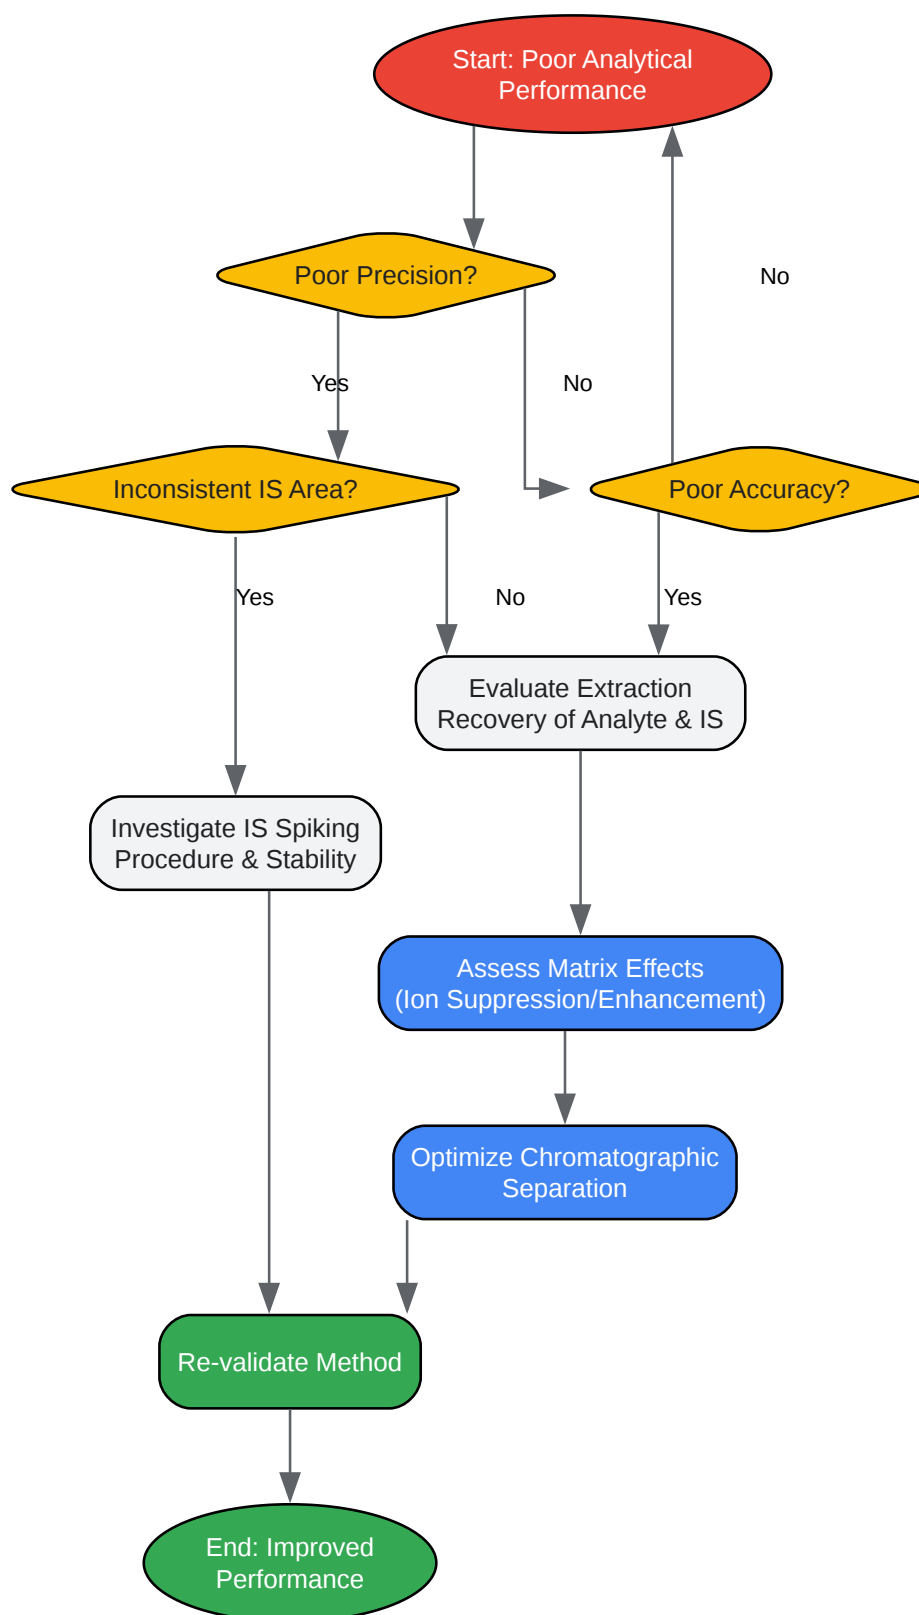 Start: Poor Analytical
Performance
Poor Precision?
No
Yes
No
Inconsistent IS Area?
Poor Accuracy?
Yes
No
Yes
Evaluate Extraction
Recovery of Analyte & IS
Investigate IS Spiking
Procedure & Stability
Assess Matrix Effects
(Ion Suppression/Enhancement)
Optimize Chromatographic
Separation
Re-validate Method
End: Improved
Performance